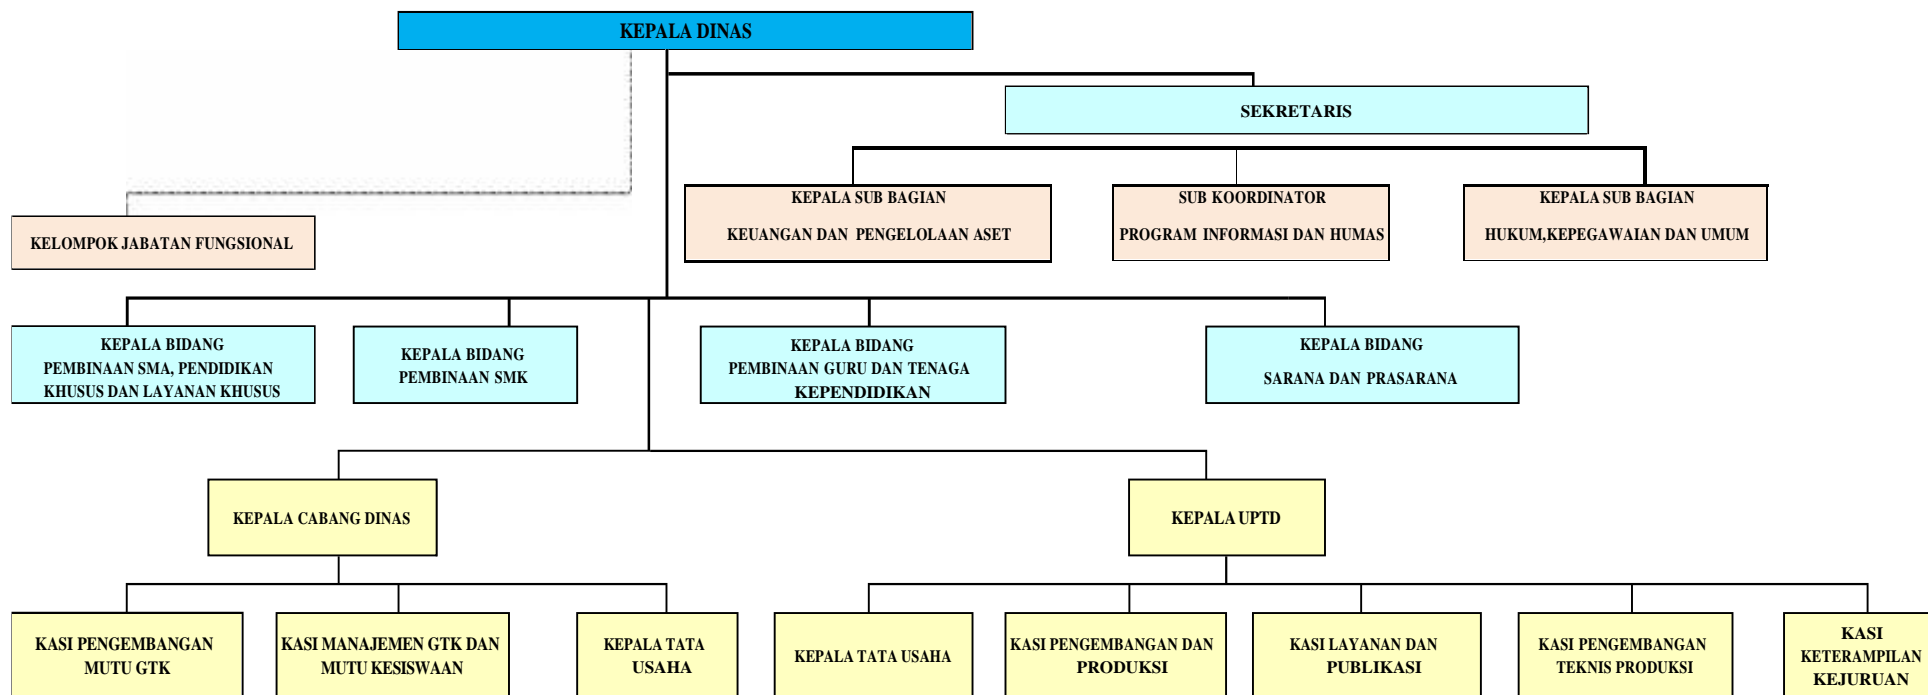 KEPALA DINAS
SEKRETARIS
KEPALA SUB BAGIAN
KEUANGAN DAN PENGELOLAAN ASET
SUB KOORDINATOR
PROGRAM INFORMASI DAN HUMAS
KEPALA SUB BAGIAN
HUKUM,KEPEGAWAIAN DAN UMUM
KELOMPOK JABATAN FUNGSIONAL
KEPALA BIDANG
PEMBINAAN SMA, PENDIDIKAN
KHUSUS DAN LAYANAN KHUSUS
KEPALA BIDANG
PEMBINAAN SMK
KEPALA BIDANG
PEMBINAAN GURU DAN TENAGA
KEPENDIDIKAN
KEPALA BIDANG
SARANA DAN PRASARANA
KEPALA CABANG DINAS
KEPALA UPTD
KASI PENGEMBANGAN
MUTU GTK
KASI MANAJEMEN GTK DAN
MUTU KESISWAAN
KEPALA TATA
USAHA
KEPALA TATA USAHA
KASI PENGEMBANGAN DAN
PRODUKSI
KASI LAYANAN DAN
PUBLIKASI
KASI PENGEMBANGAN
TEKNIS PRODUKSI
KASI
KETERAMPILAN
KEJURUAN